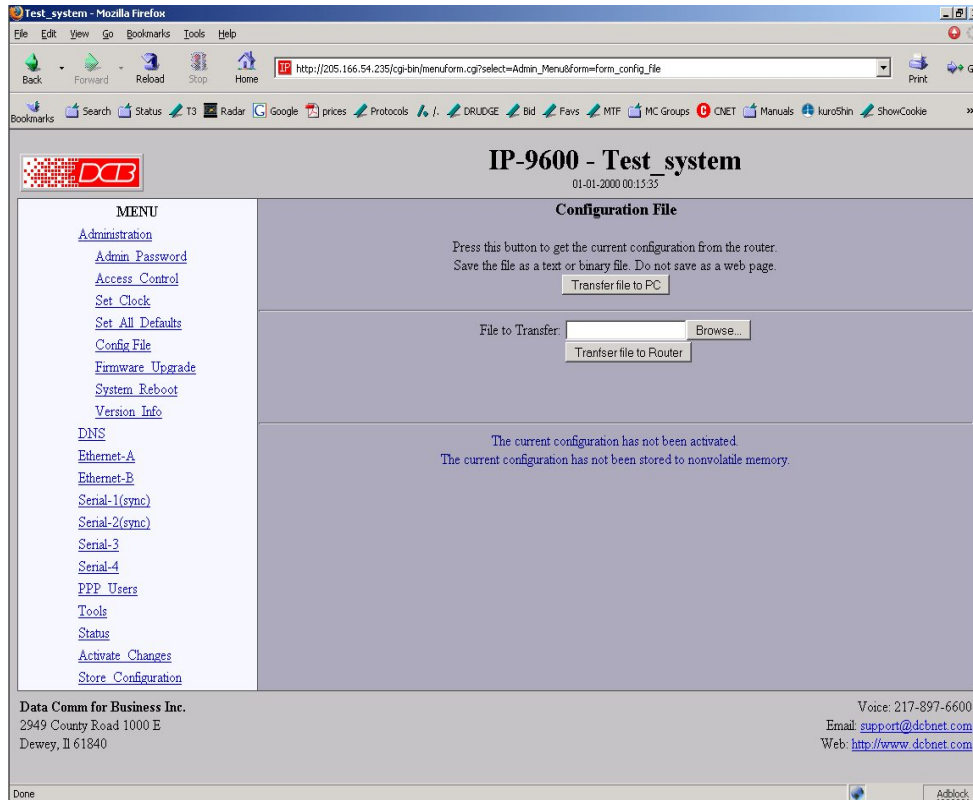 Test_system - Mozilla Firefox
File Edit View Go Bookmarks Tools Help
Back Forward Reload Stop Home
IP http://205.166.54.235/cgi-bin/menuform.cgi?select=Admin_Menu&form=form_config_file
Print G
Bookmarks Search Status T3 Radar Google prices Protocols /. DRUDGE Bid Favs MTF MC Groups CNET Manuals kuro5hin ShowCookie »
DCB
IP-9600 - Test_system
01-01-2000 00:15:35
MENU
Administration
Admin Password
Access Control
Set Clock
Set All Defaults
Config File
Firmware Upgrade
System Reboot
Version Info
DNS
Ethernet-A
Ethernet-B
Serial-1(sync)
Serial-2(sync)
Serial-3
Serial-4
PPP Users
Tools
Status
Activate Changes
Store Configuration
Configuration File
Press this button to get the current configuration from the router.
Save the file as a text or binary file. Do not save as a web page.
Transfer file to PC
File to Transfer: Browse...
Tranfser file to Router
The current configuration has not been activated.
The current configuration has not been stored to nonvolatile memory.
Data Comm for Business Inc.
2949 County Road 1000 E
Dewey, Il 61840
Voice: 217-897-6600
Email: support@dcbnet.com
Web: http://www.dcbnet.com
Done
Adblock